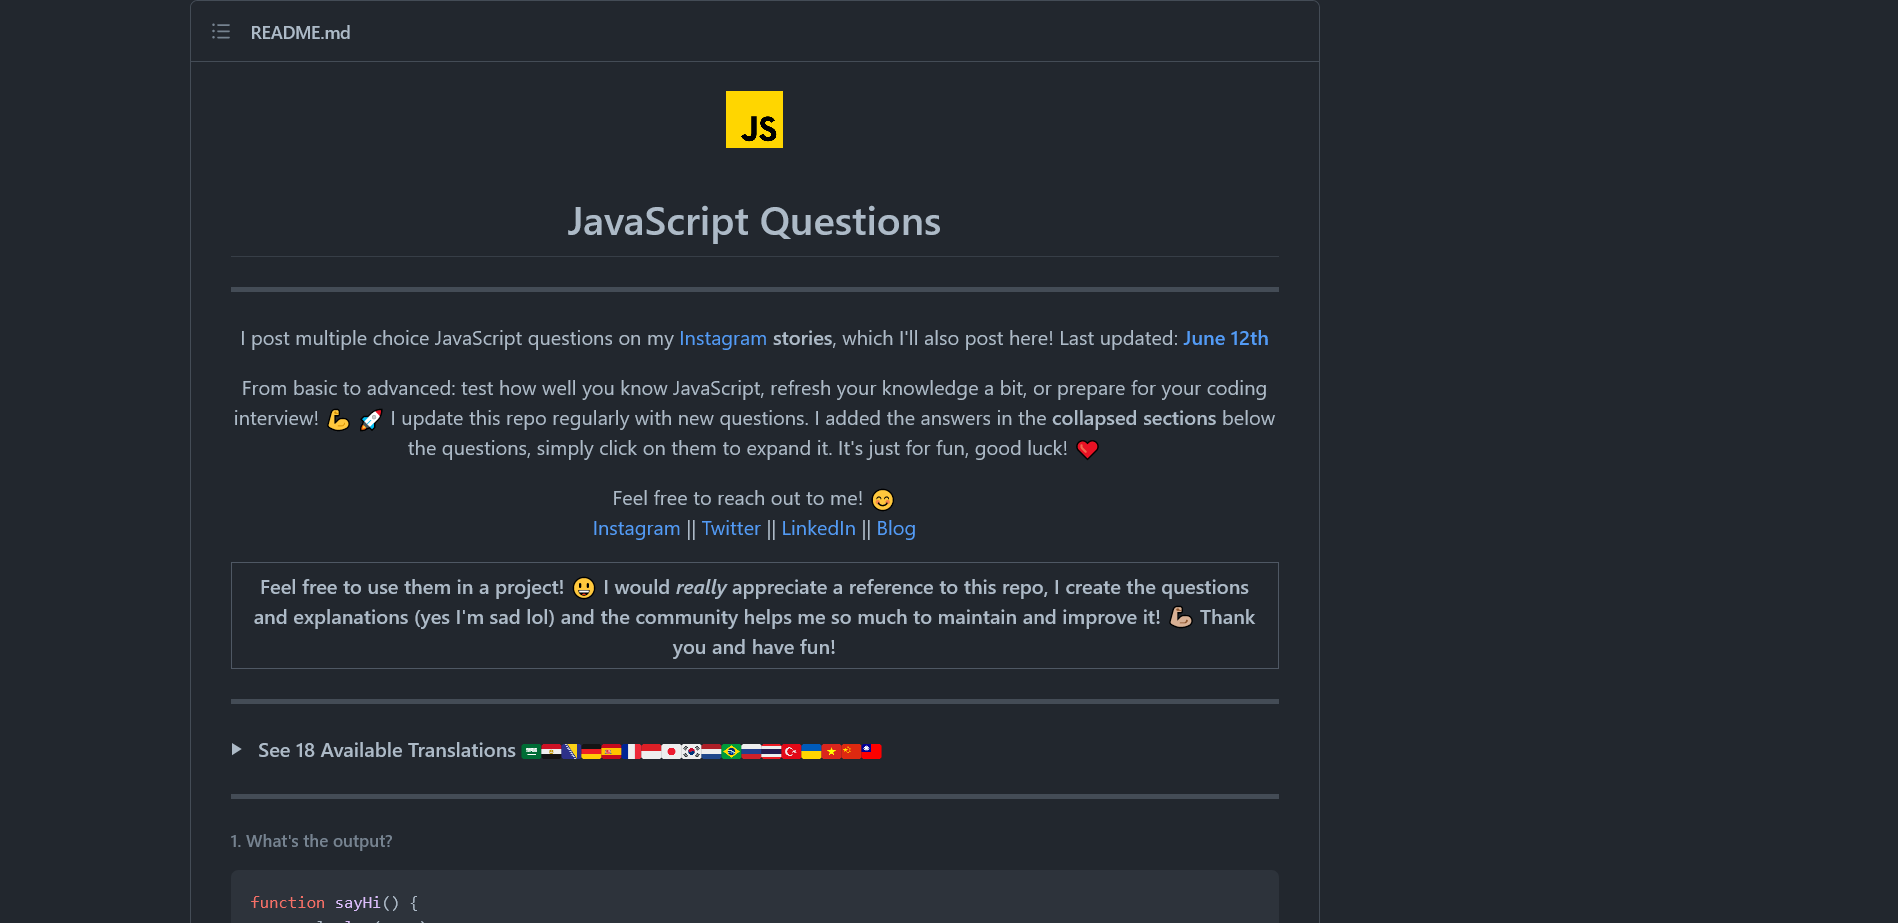 README.md
JS
JavaScript Questions
I post multiple choice JavaScript questions on my Instagram stories, which I'll also post here! Last updated: June 12th
From basic to advanced: test how well you know JavaScript, refresh your knowledge a bit, or prepare for your coding
interview! 💪 🚀 I update this repo regularly with new questions. I added the answers in the collapsed sections below
the questions, simply click on them to expand it. It's just for fun, good luck! ❤️
Feel free to reach out to me! 😊
Instagram || Twitter || LinkedIn || Blog
Feel free to use them in a project! 😃 I would really appreciate a reference to this repo, I create the questions
and explanations (yes I'm sad lol) and the community helps me so much to maintain and improve it! 💪🏼 Thank
you and have fun!
See 18 Available Translations 🇸🇦🇪🇬🇧🇦🇩🇪🇪🇸🇫🇷🇮🇩🇯🇵🇰🇷🇳🇱🇧🇷🇷🇺🇹🇭🇹🇷🇺🇦🇻🇳🇨🇳🇹🇼
1. What's the output?
function sayHi() {